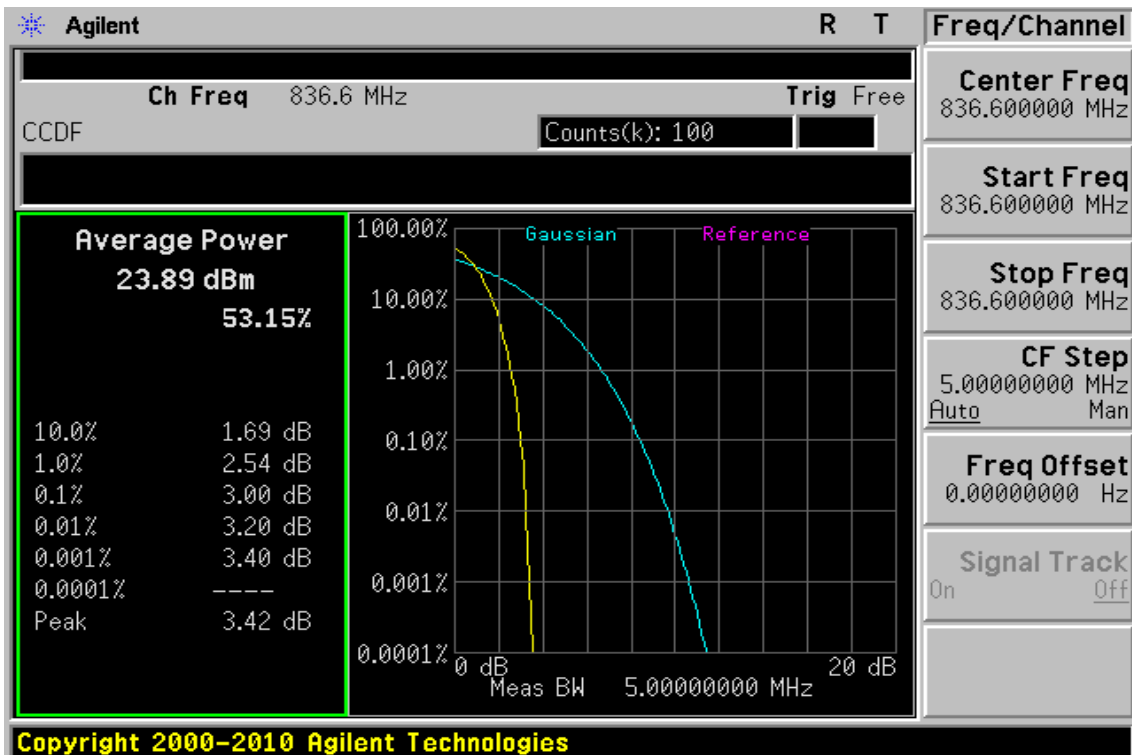 Agilent R T
Ch Freq 836.6 MHz Trig Free
CCDF Counts(k): 100
Average Power
23.89 dBm
53.15%
10.0% 1.69 dB
1.0% 2.54 dB
0.1% 3.00 dB
0.01% 3.20 dB
0.001% 3.40 dB
0.0001% ----
Peak 3.42 dB
Gaussian Reference
100.00%
10.00%
1.00%
0.10%
0.01%
0.001%
0.0001%
0 dB 20 dB
Meas BW 5.00000000 MHz
Freq/Channel
Center Freq
836.600000 MHz
Start Freq
836.600000 MHz
Stop Freq
836.600000 MHz
CF Step
5.00000000 MHz
Auto Man
Freq Offset
0.00000000 Hz
Signal Track
On Off
Copyright 2000-2010 Agilent Technologies